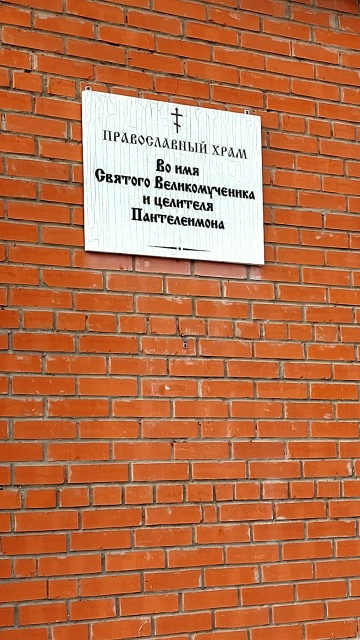 ПРАВОСЛАВНЫЙ ХРАМ
Во имя
Святого Великомученика
и целителя
Пантелеимона